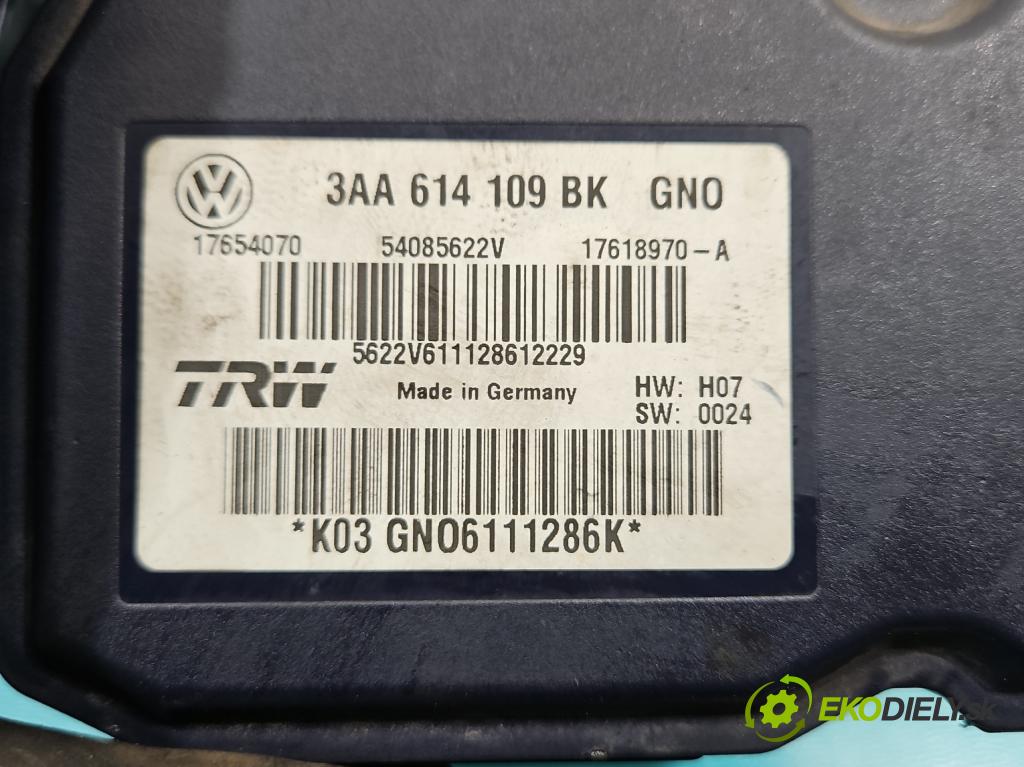 3AA 614 109 BK GNO
17654070 54085622V 17618970-A
5622V611128612229
TRW Made in Germany HW: H07
SW: 0024
*K03 GNO6111286K*
EKODIELY.sk